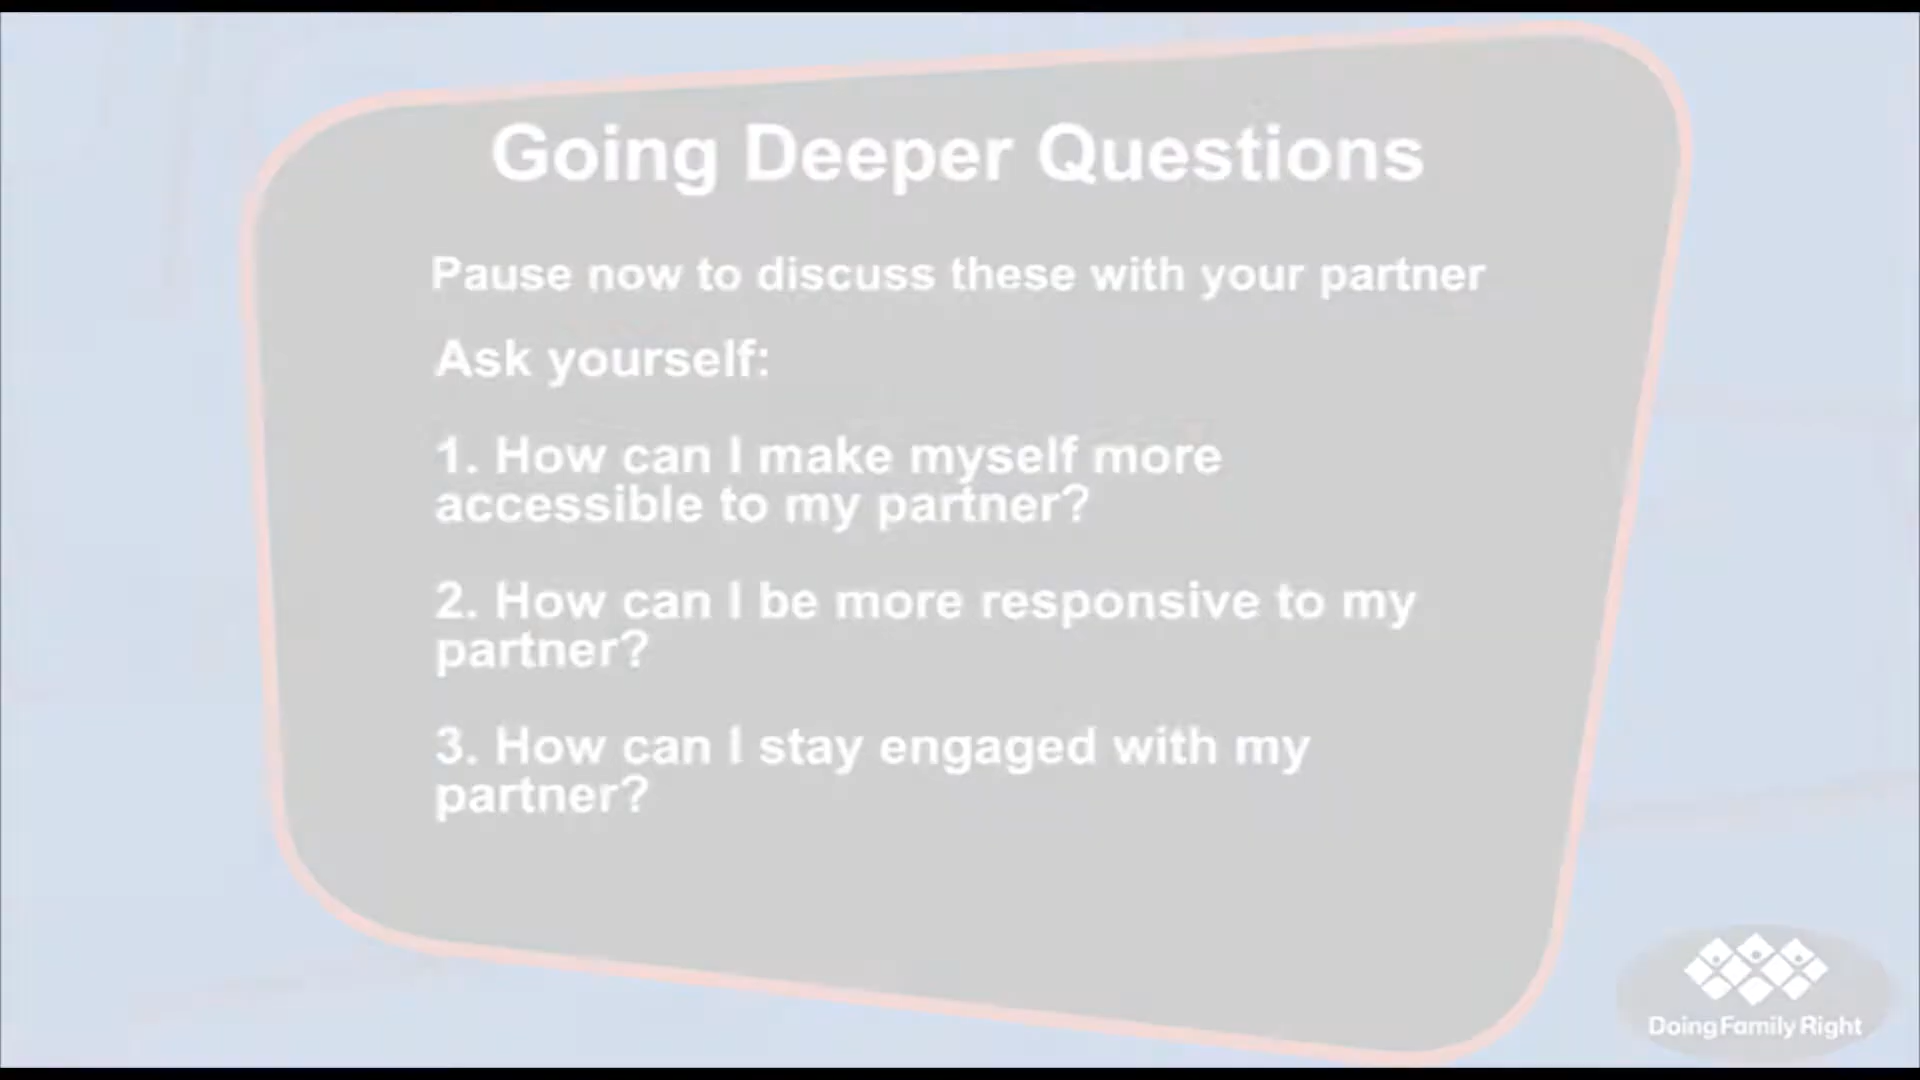 Going Deeper Questions
Pause now to discuss these with your partner
Ask yourself:
1. How can I make myself more
accessible to my partner?
2. How can I be more responsive to my
partner?
3. How can I stay engaged with my
partner?
Doing Family Right